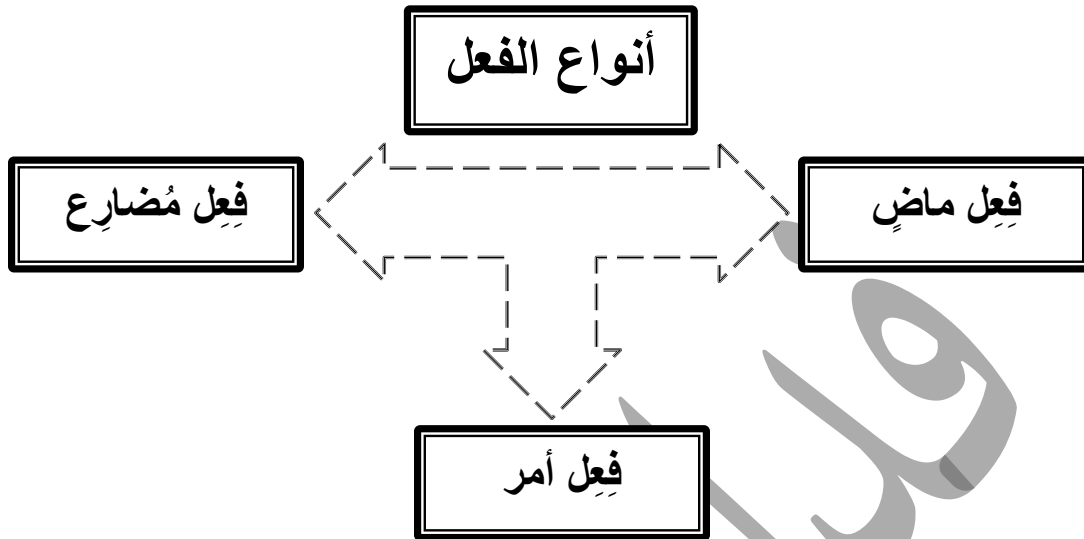 أنواع الفعل
فِعِل ماضٍ
فِعِل مُضارِع
فِعِل أمر